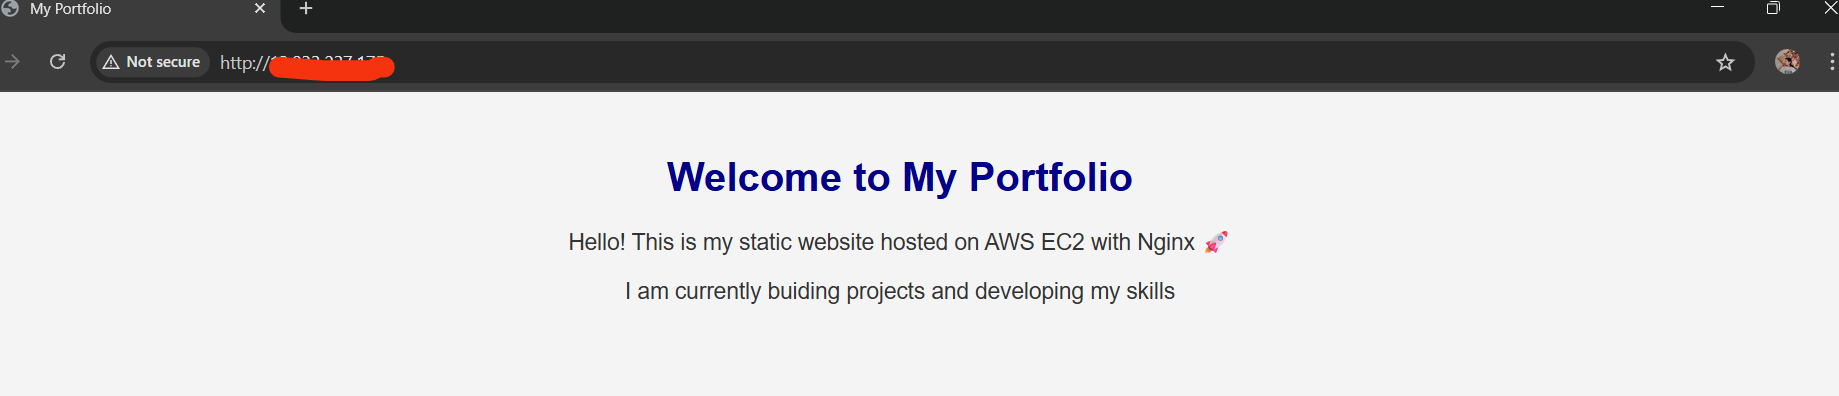 My Portfolio
Not secure
http://
Welcome to My Portfolio
Hello! This is my static website hosted on AWS EC2 with Nginx 🚀
I am currently buiding projects and developing my skills